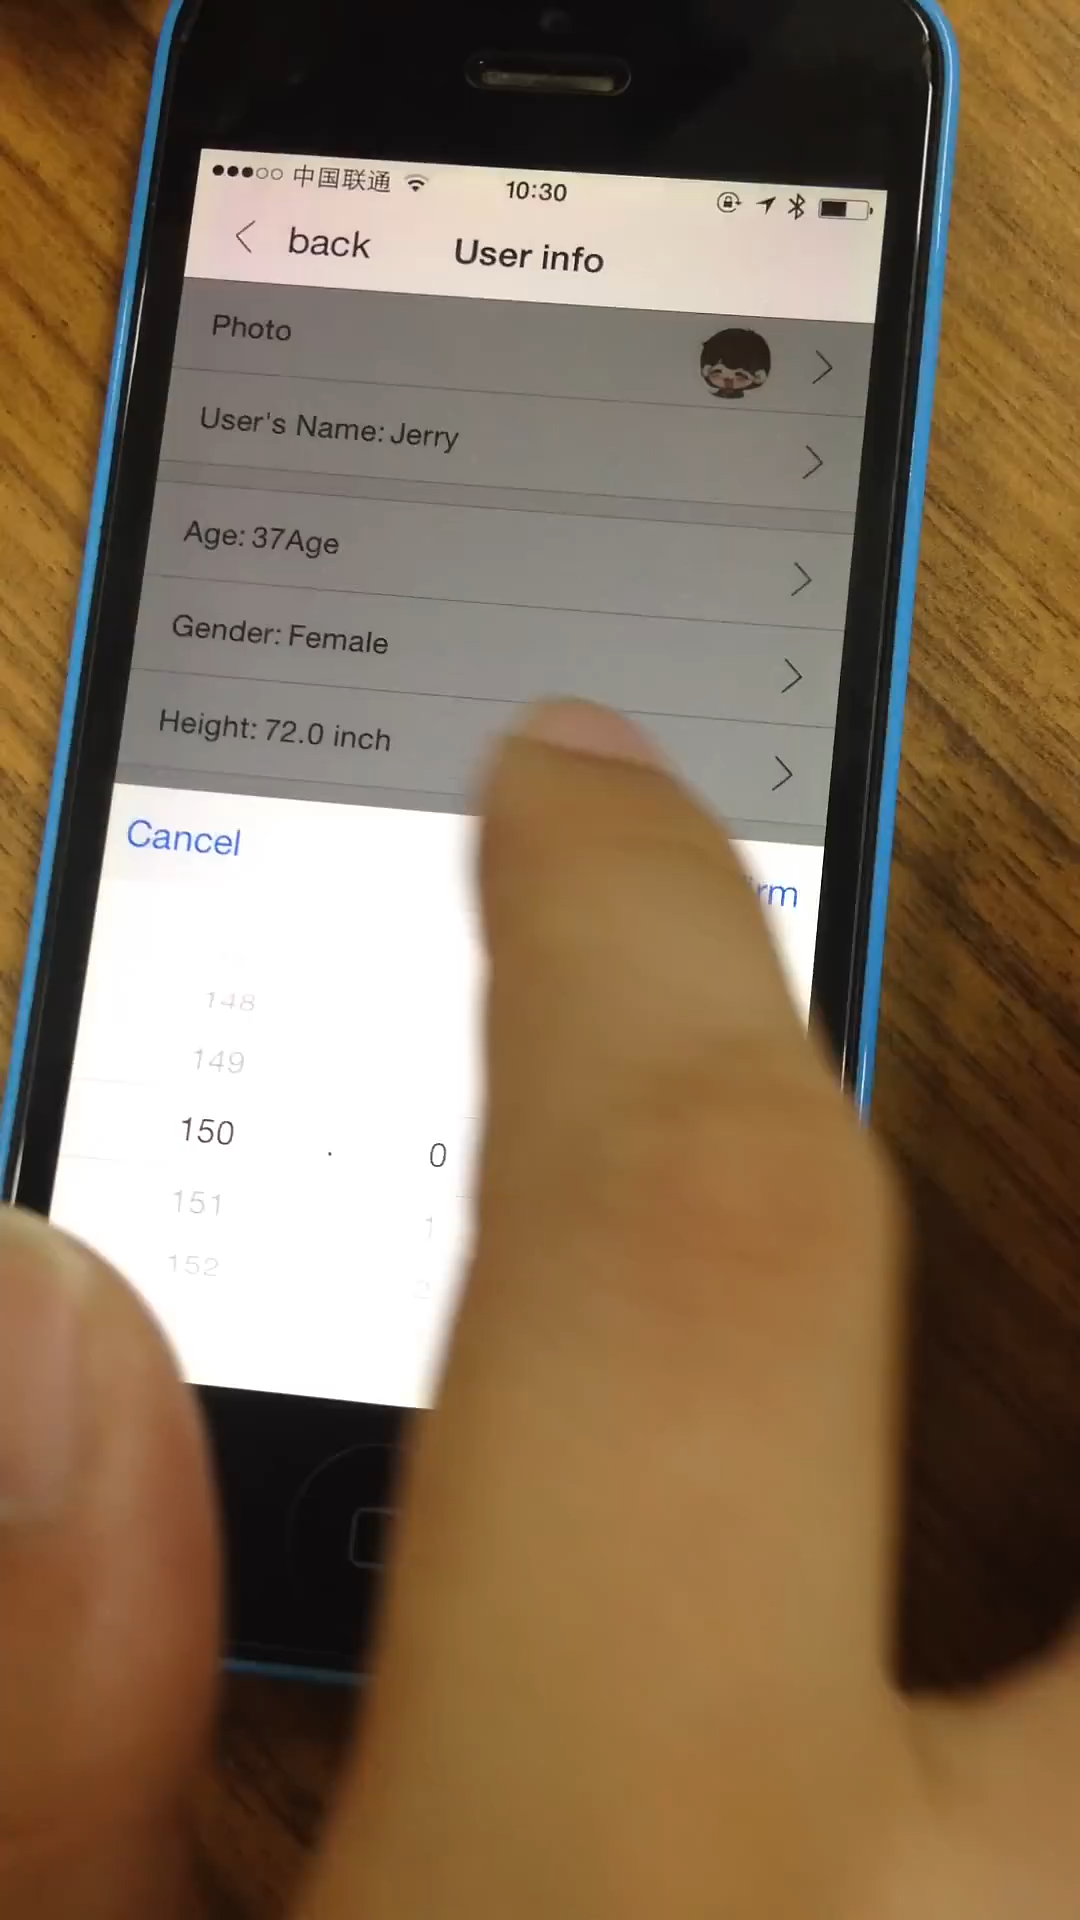 中国联通 10:30
back User info
Photo
User's Name: Jerry
Age: 37Age
Gender: Female
Height: 72.0 inch
Cancel
148
149
150 . 0
151 1
152